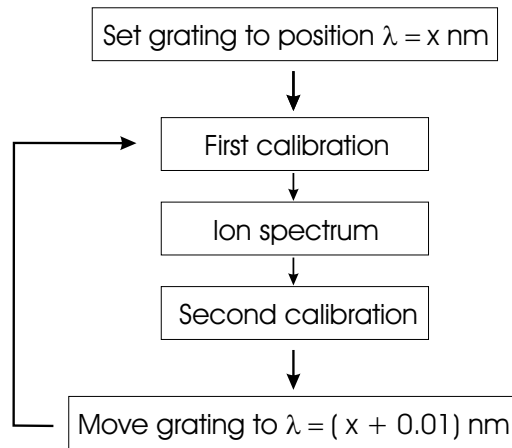 Set grating to position λ = x nm
First calibration
Ion spectrum
Second calibration
Move grating to λ = ( x + 0.01) nm